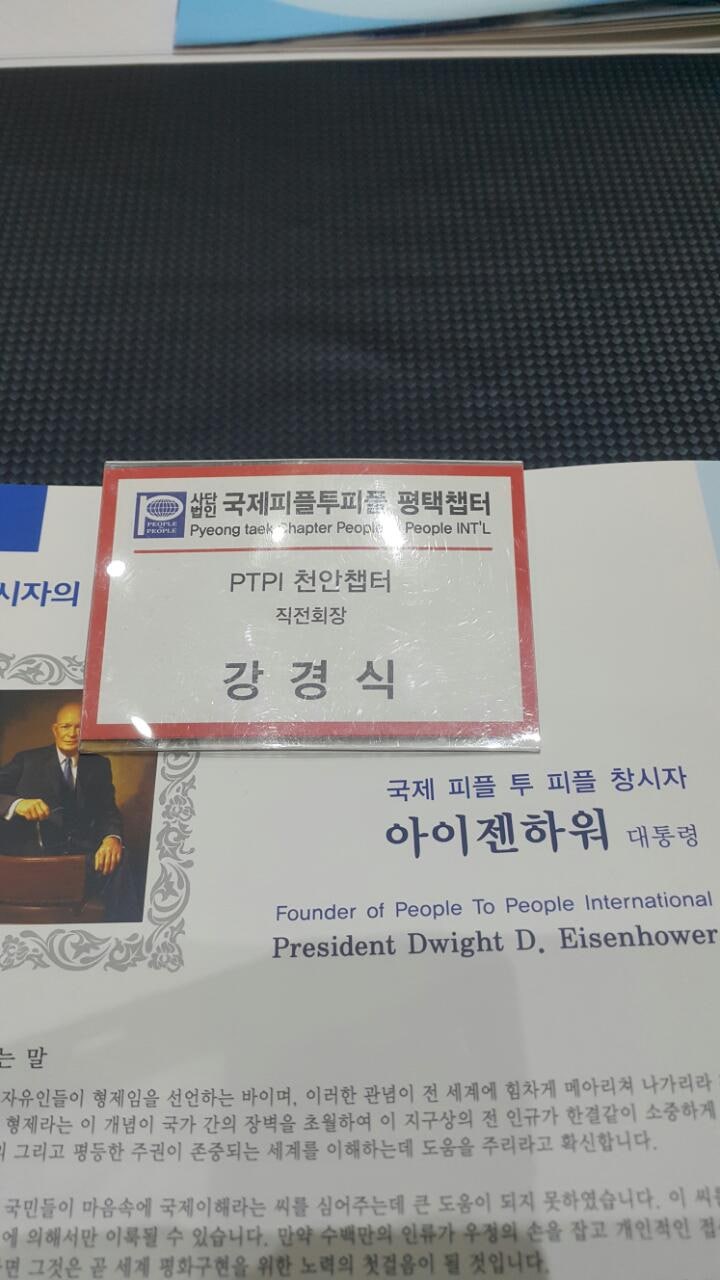 사단
법인 국제피플투피플 평택챕터
PEOPLE
to
PEOPLE
Pyeong taek Chapter People People INT'L
PTPI 천안챕터
직전회장
강 경 식
시자의
국제 피플 투 피플 창시자
아이젠하워 대통령
Founder of People To People International
President Dwight D. Eisenhower
는 말
자유인들이 형제임을 선언하는 바이며, 이러한 관념이 전 세계에 힘차게 메아리쳐 나가리라
형제라는 이 개념이 국가 간의 장벽을 초월하여 이 지구상의 전 인규가 한결같이 소중하게
그리고 평등한 주권이 존중되는 세계를 이해하는데 도움을 주리라고 확신합니다.
국민들이 마음속에 국제이해라는 씨를 심어주는데 큰 도움이 되지 못하였습니다. 이 씨
에 의해서만 이룩될 수 있습니다. 만약 수백만의 인류가 우정의 손을 잡고 개인적인 접
면 그것은 곧 세계 평화구현을 위한 노력의 첫걸음이 될 것입니다.